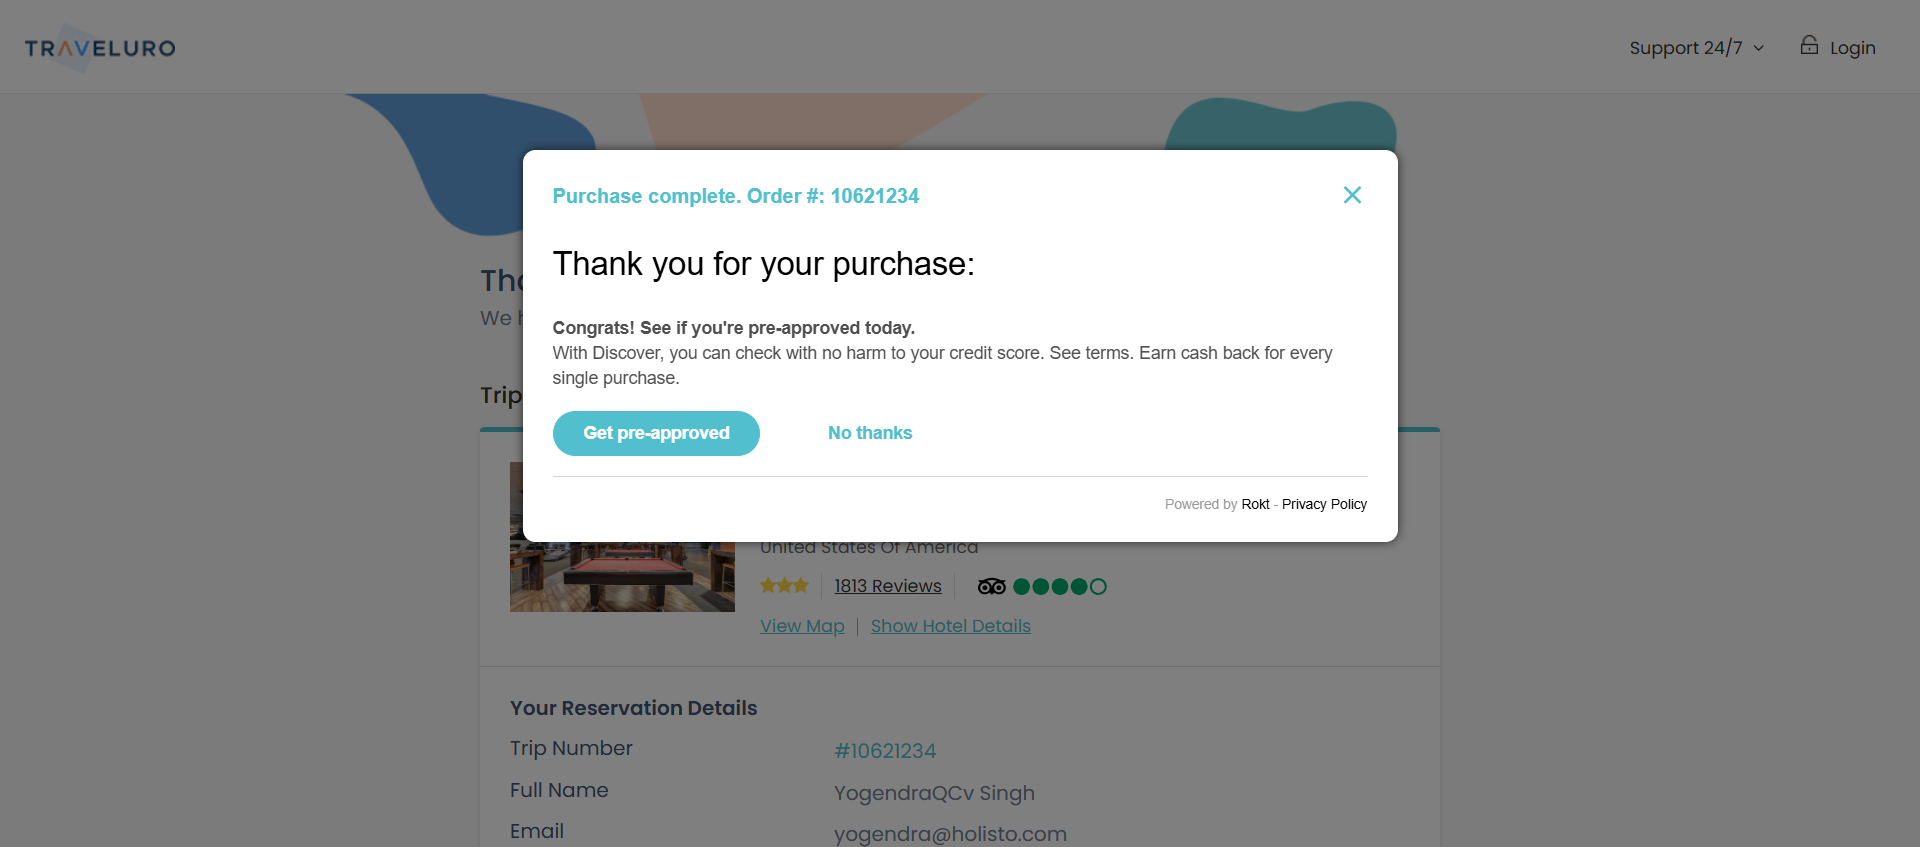 TRAVELURO
Support 24/7
Login
Purchase complete. Order #: 10621234
Thank you for your purchase:
Congrats! See if you're pre-approved today.
With Discover, you can check with no harm to your credit score. See terms. Earn cash back for every
single purchase.
Get pre-approved
No thanks
Powered by Rokt - Privacy Policy
We
Trip
United States Of America
1813 Reviews
View Map | Show Hotel Details
Your Reservation Details
Trip Number
#10621234
Full Name
YogendraQCv Singh
Email
yogendra@holisto.com